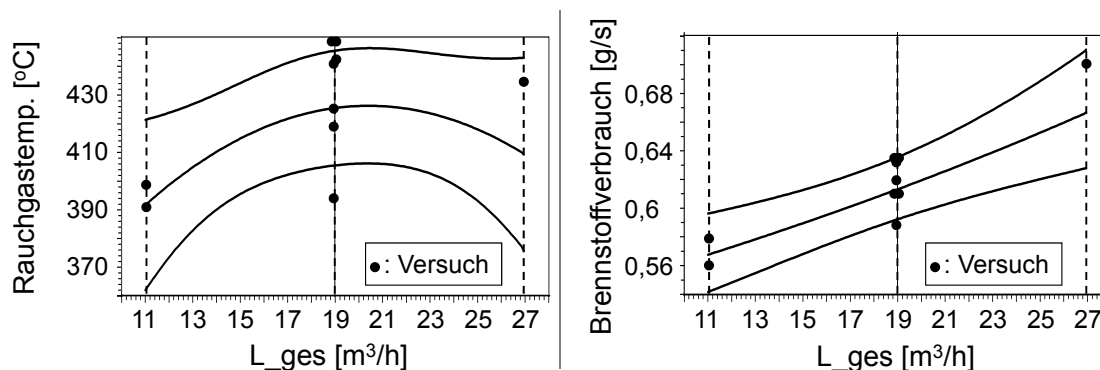 Rauchgastemp. [°C]
430
410
390
370
●: Versuch
11 13 15 17 19 21 23 25 27
L_ges [m³/h]
Brennstoffverbrauch [g/s]
0,68
0,64
0,6
0,56
●: Versuch
11 13 15 17 19 21 23 25 27
L_ges [m³/h]